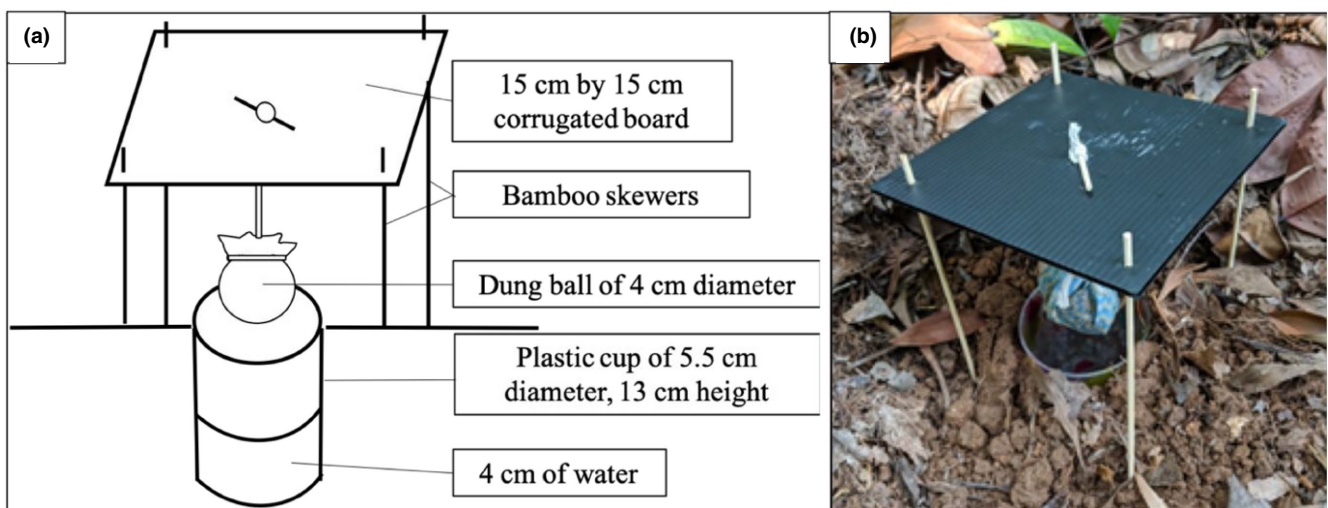 (a)
15 cm by 15 cm
corrugated board
Bamboo skewers
Dung ball of 4 cm diameter
Plastic cup of 5.5 cm
diameter, 13 cm height
4 cm of water
(b)